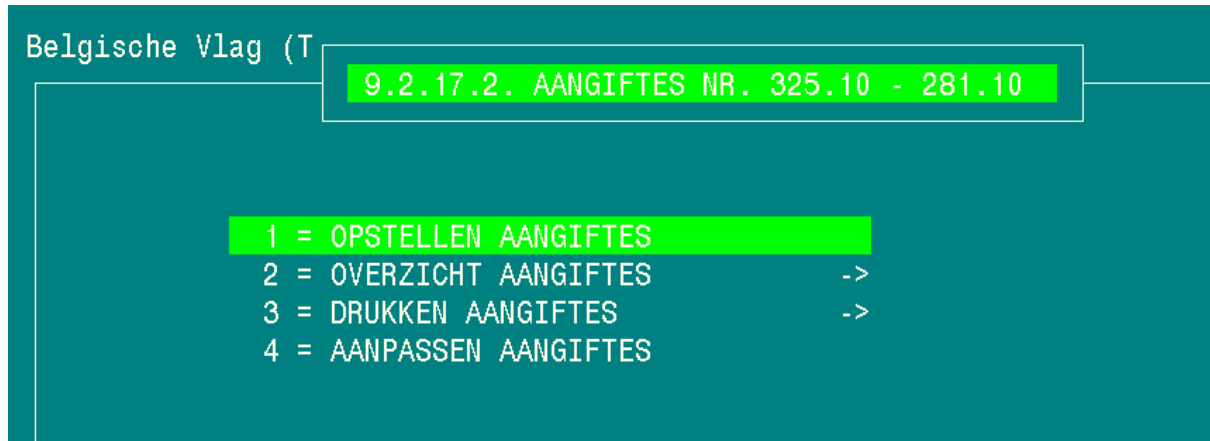 Belgische Vlag (T
9.2.17.2. AANGIFTES NR. 325.10 - 281.10
1 = OPSTELLEN AANGIFTES
2 = OVERZICHT AANGIFTES ->
3 = DRUKKEN AANGIFTES ->
4 = AANPASSEN AANGIFTES